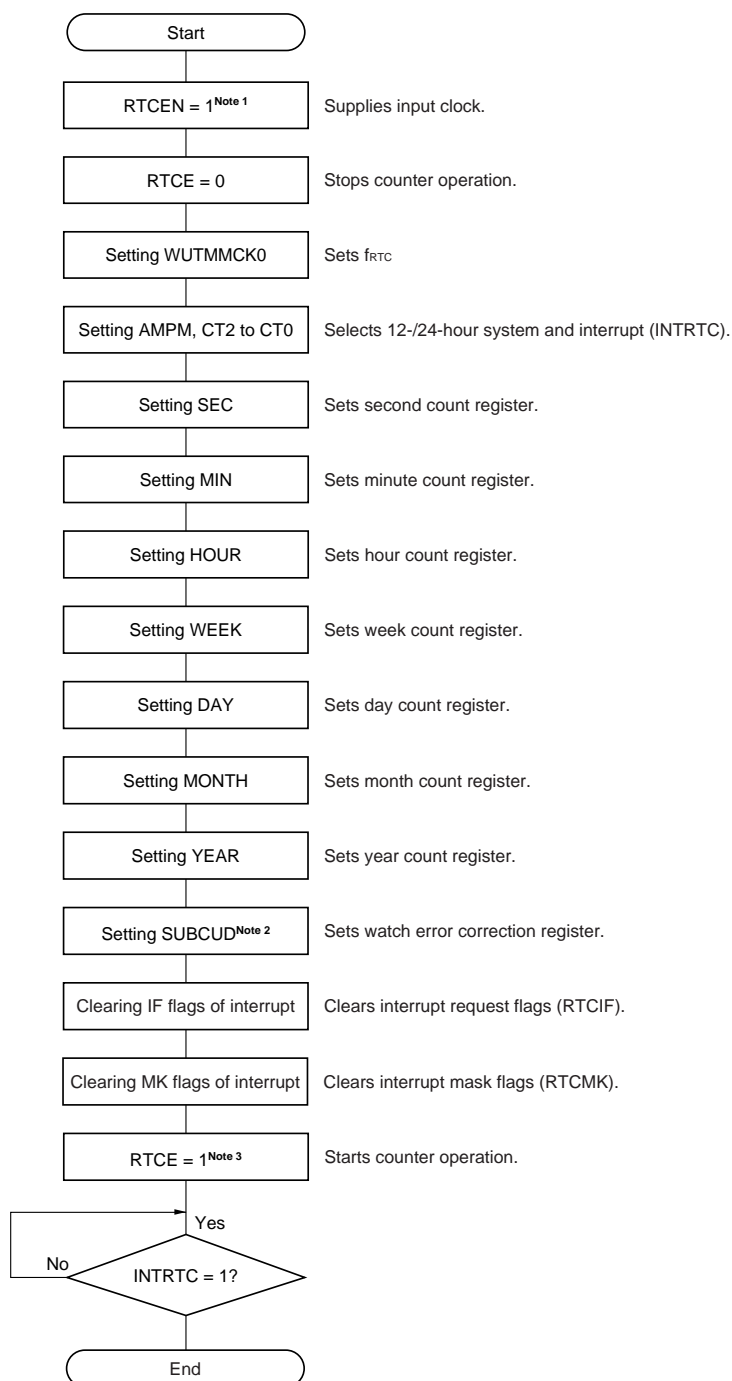 Start
RTCEN = 1Note 1 Supplies input clock.
RTCE = 0 Stops counter operation.
Setting WUTMMCK0 Sets fRTC
Setting AMPM, CT2 to CT0 Selects 12-/24-hour system and interrupt (INTRTC).
Setting SEC Sets second count register.
Setting MIN Sets minute count register.
Setting HOUR Sets hour count register.
Setting WEEK Sets week count register.
Setting DAY Sets day count register.
Setting MONTH Sets month count register.
Setting YEAR Sets year count register.
Setting SUBCUDNote 2 Sets watch error correction register.
Clearing IF flags of interrupt Clears interrupt request flags (RTCIF).
Clearing MK flags of interrupt Clears interrupt mask flags (RTCMK).
RTCE = 1Note 3 Starts counter operation.
Yes
No
INTRTC = 1?
End